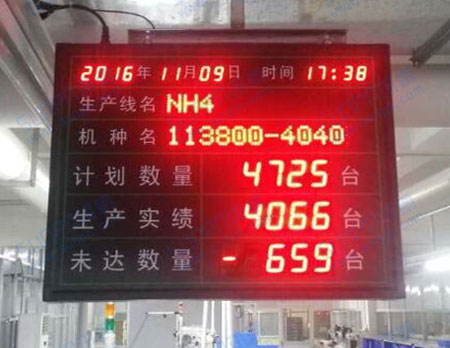 2016年 11月09日 时间 17:38
生产线名 NH4
机种名 113800-4040
计划数量 4725 台
生产实绩 4066 台
未达数量 - 659 台